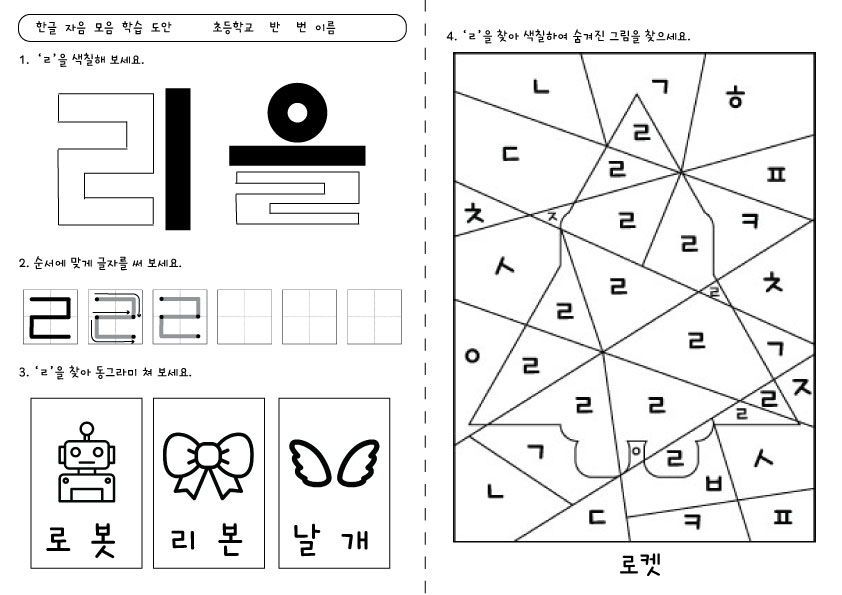 한글 자음 모음 학습 도안 초등학교 반 번 이름
1. ‘ㄹ’을 색칠해 보세요.
리을
2. 순서에 맞게 글자를 써 보세요.
ㄹ ㄹ ㄹ
3. ‘ㄹ’을 찾아 동그라미 쳐 보세요.
로봇 리본 날개
4. ‘ㄹ’을 찾아 색칠하여 숨겨진 그림을 찾으세요.
ㄴ ㄱ ㅎ
ㄹ
ㄷ ㄹ ㅍ
ㅊ ㅈ ㄹ ㅋ
ㄹ
ㅅ ㄹ ㄹ ㅊ
ㄹ
ㅇ ㄹ ㄹ ㄱ
ㄹ ㄹ ㄹ ㄹ ㅈ
ㄱ ㅇ ㄹ ㅅ
ㄴ ㅂ
ㄷ ㅋ ㅍ
로켓